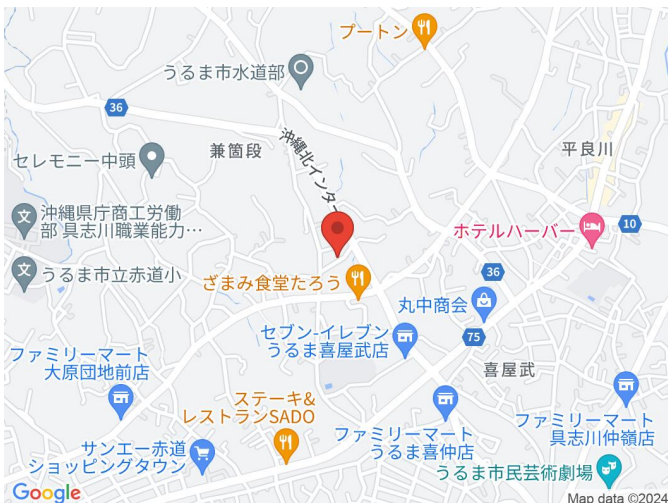 プートン
うるま市水道部
36
沖縄北インター
兼箇段
平良川
セレモニー中頭
沖縄県庁商工労働
部 具志川職業能力…
ホテルハーバー
10
うるま市立赤道小
ざまみ食堂たろう
36
丸中商会
セブン-イレブン
うるま喜屋武店
75
ファミリーマート
大原団地前店
喜屋武
ステーキ&
レストランSADO
ファミリーマート
うるま喜仲店
ファミリーマート
具志川仲嶺店
サンエー赤道
ショッピングタウン
うるま市民芸術劇場
Google
Map data ©2024